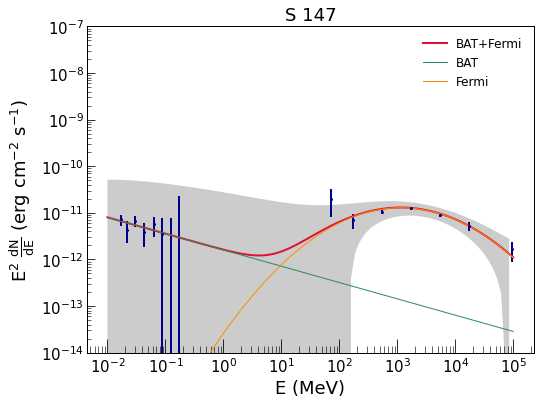 S 147
E² dN/dE (erg cm⁻² s⁻¹)
10⁻⁷
10⁻⁸
10⁻⁹
10⁻¹⁰
10⁻¹¹
10⁻¹²
10⁻¹³
10⁻¹⁴
BAT+Fermi
BAT
Fermi
10⁻² 10⁻¹ 10⁰ 10¹ 10² 10³ 10⁴ 10⁵
E (MeV)